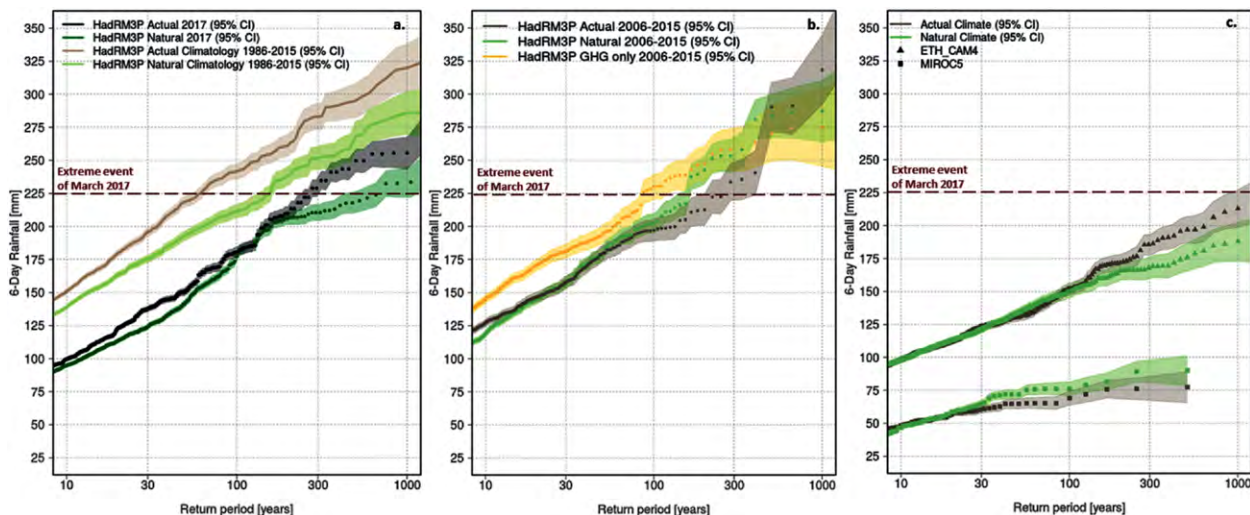 HadRM3P Actual 2017 (95% CI)
HadRM3P Natural 2017 (95% CI)
HadRM3P Actual Climatology 1986-2015 (95% CI)
HadRM3P Natural Climatology 1986-2015 (95% CI)
a.
Extreme event
of March 2017
6-Day Rainfall [mm]
350
325
300
275
250
225
200
175
150
125
100
75
50
25
10 30 100 300 1000
Return period [years]
HadRM3P Actual 2006-2015 (95% CI)
HadRM3P Natural 2006-2015 (95% CI)
HadRM3P GHG only 2006-2015 (95% CI)
b.
Extreme event
of March 2017
6-Day Rainfall [mm]
350
325
300
275
250
225
200
175
150
125
100
75
50
25
10 30 100 300 1000
Return period [years]
Actual Climate (95% CI)
Natural Climate (95% CI)
ETH_CAM4
MIROC5
c.
Extreme event
of March 2017
6-Day Rainfall [mm]
350
325
300
275
250
225
200
175
150
125
100
75
50
25
10 30 100 300 1000
Return period [years]